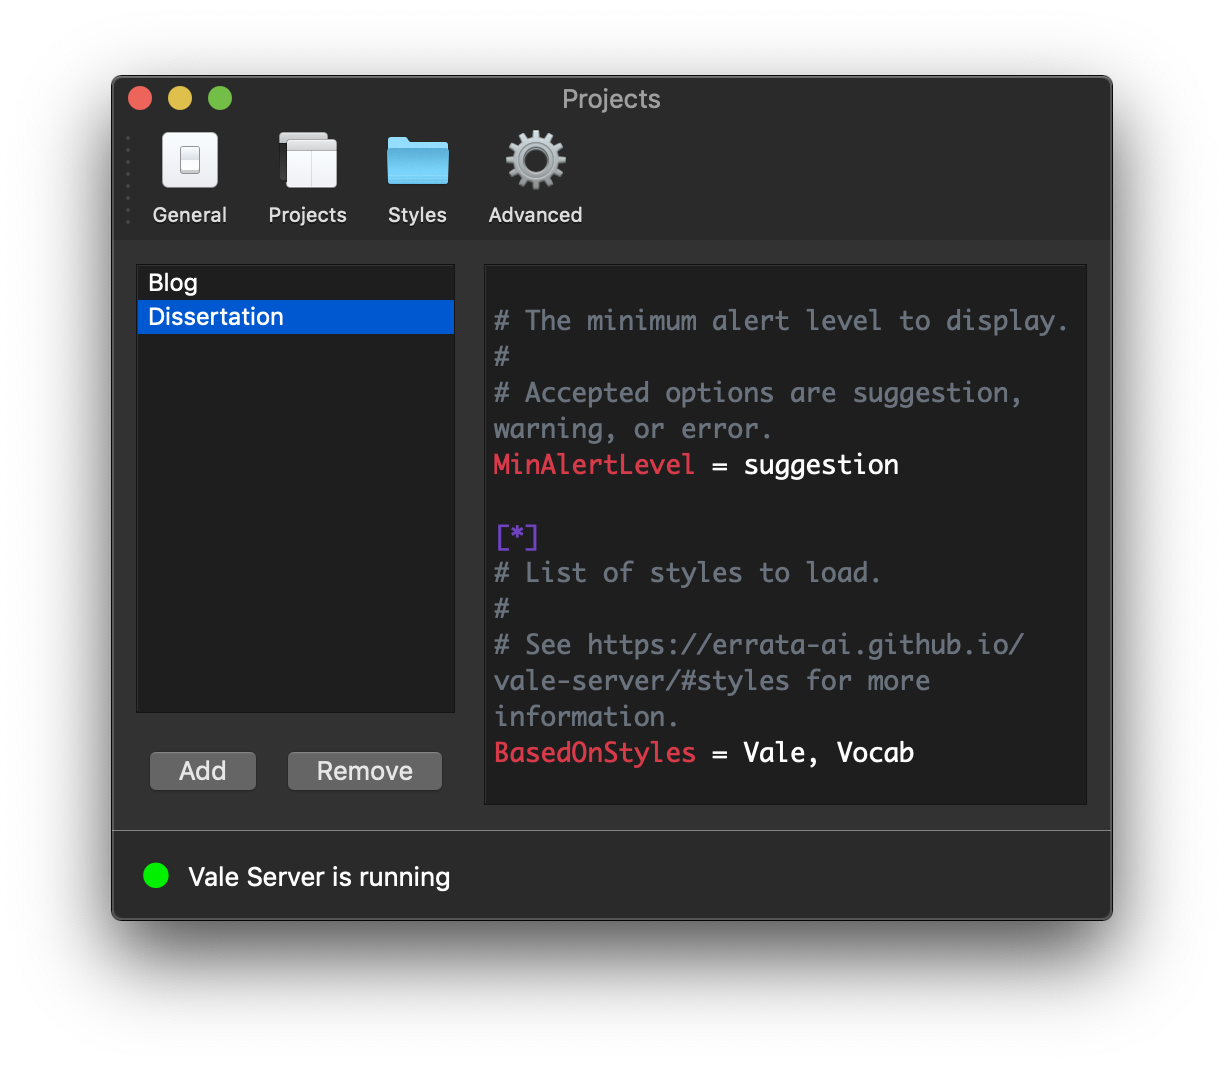 Projects
General
Projects
Styles
Advanced
Blog
Dissertation
Add
Remove
# The minimum alert level to display.
#
# Accepted options are suggestion,
warning, or error.
MinAlertLevel = suggestion
[*]
# List of styles to load.
#
# See https://errata-ai.github.io/
vale-server/#styles for more
information.
BasedOnStyles = Vale, Vocab
Vale Server is running